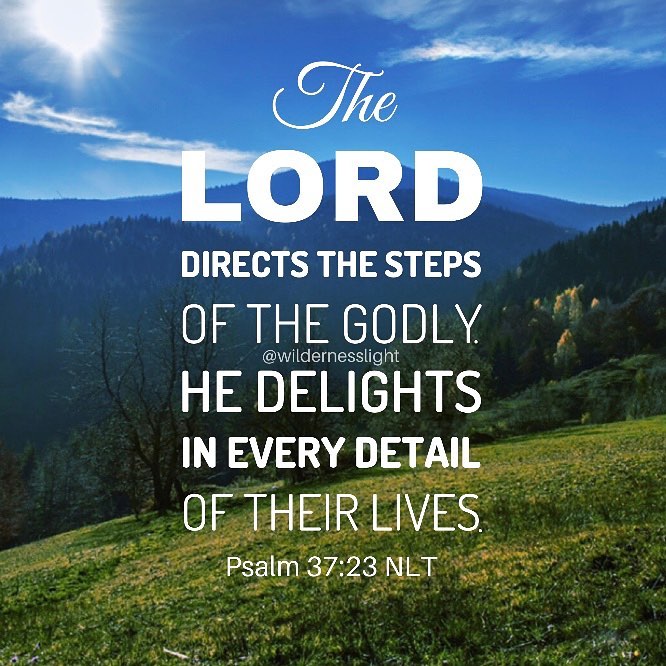 The
LORD
DIRECTS THE STEPS
OF THE GODLY.
@wildernesslight
HE DELIGHTS
IN EVERY DETAIL
OF THEIR LIVES.
Psalm 37:23 NLT